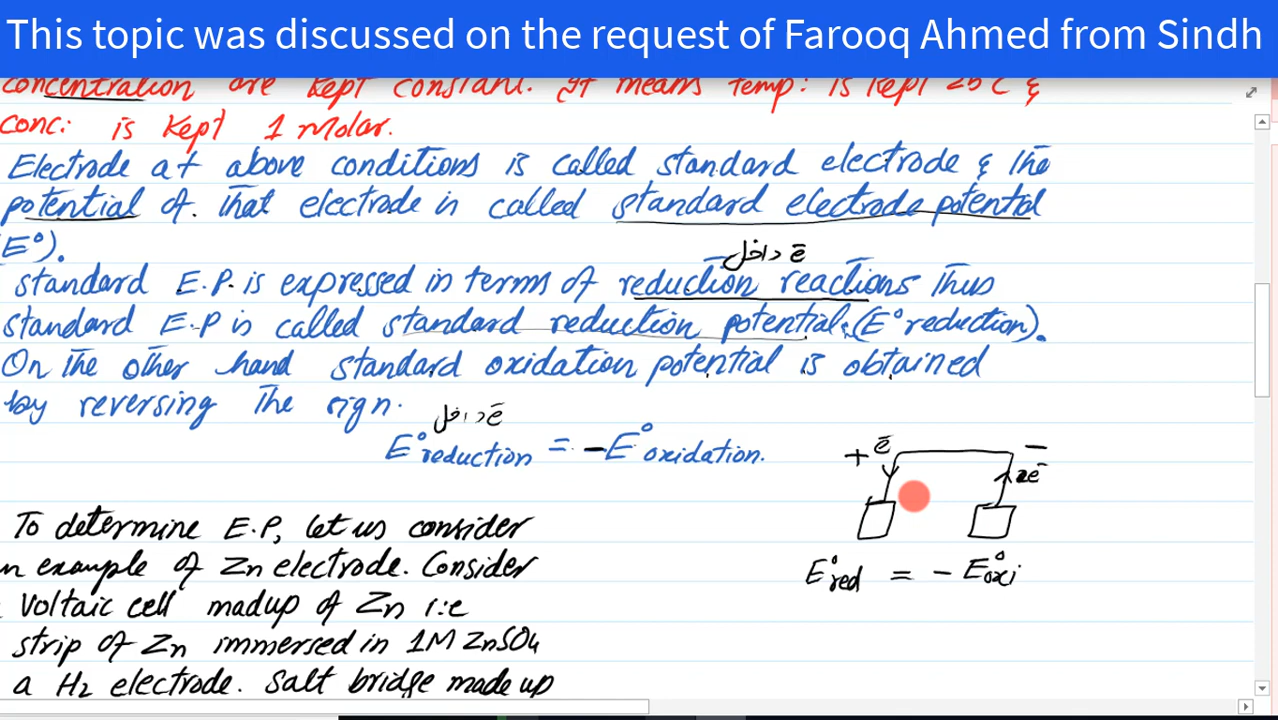 This topic was discussed on the request of Farooq Ahmed from Sindh
concentration are kept constant. It means temp: is kept 25°C &
conc: is kept 1 Molar.
Electrode at above conditions is called standard electrode & the
potential of that electrode is called standard electrode potential
(E°).
داخل ē
standard E.P. is expressed in terms of reduction reactions Thus
standard E.P is called standard reduction potential. (E° reduction).
On the other hand standard oxidation potential is obtained
by reversing the sign.
داخل ē
E° reduction = -E° oxidation.
+ ē −
2ē
E°red = - E°oxi
To determine E.P, let us consider
n example of Zn electrode. Consider
Voltaic cell madup of Zn i:e
strip of Zn immersed in 1M ZnSO4
a H2 electrode. Salt bridge made up